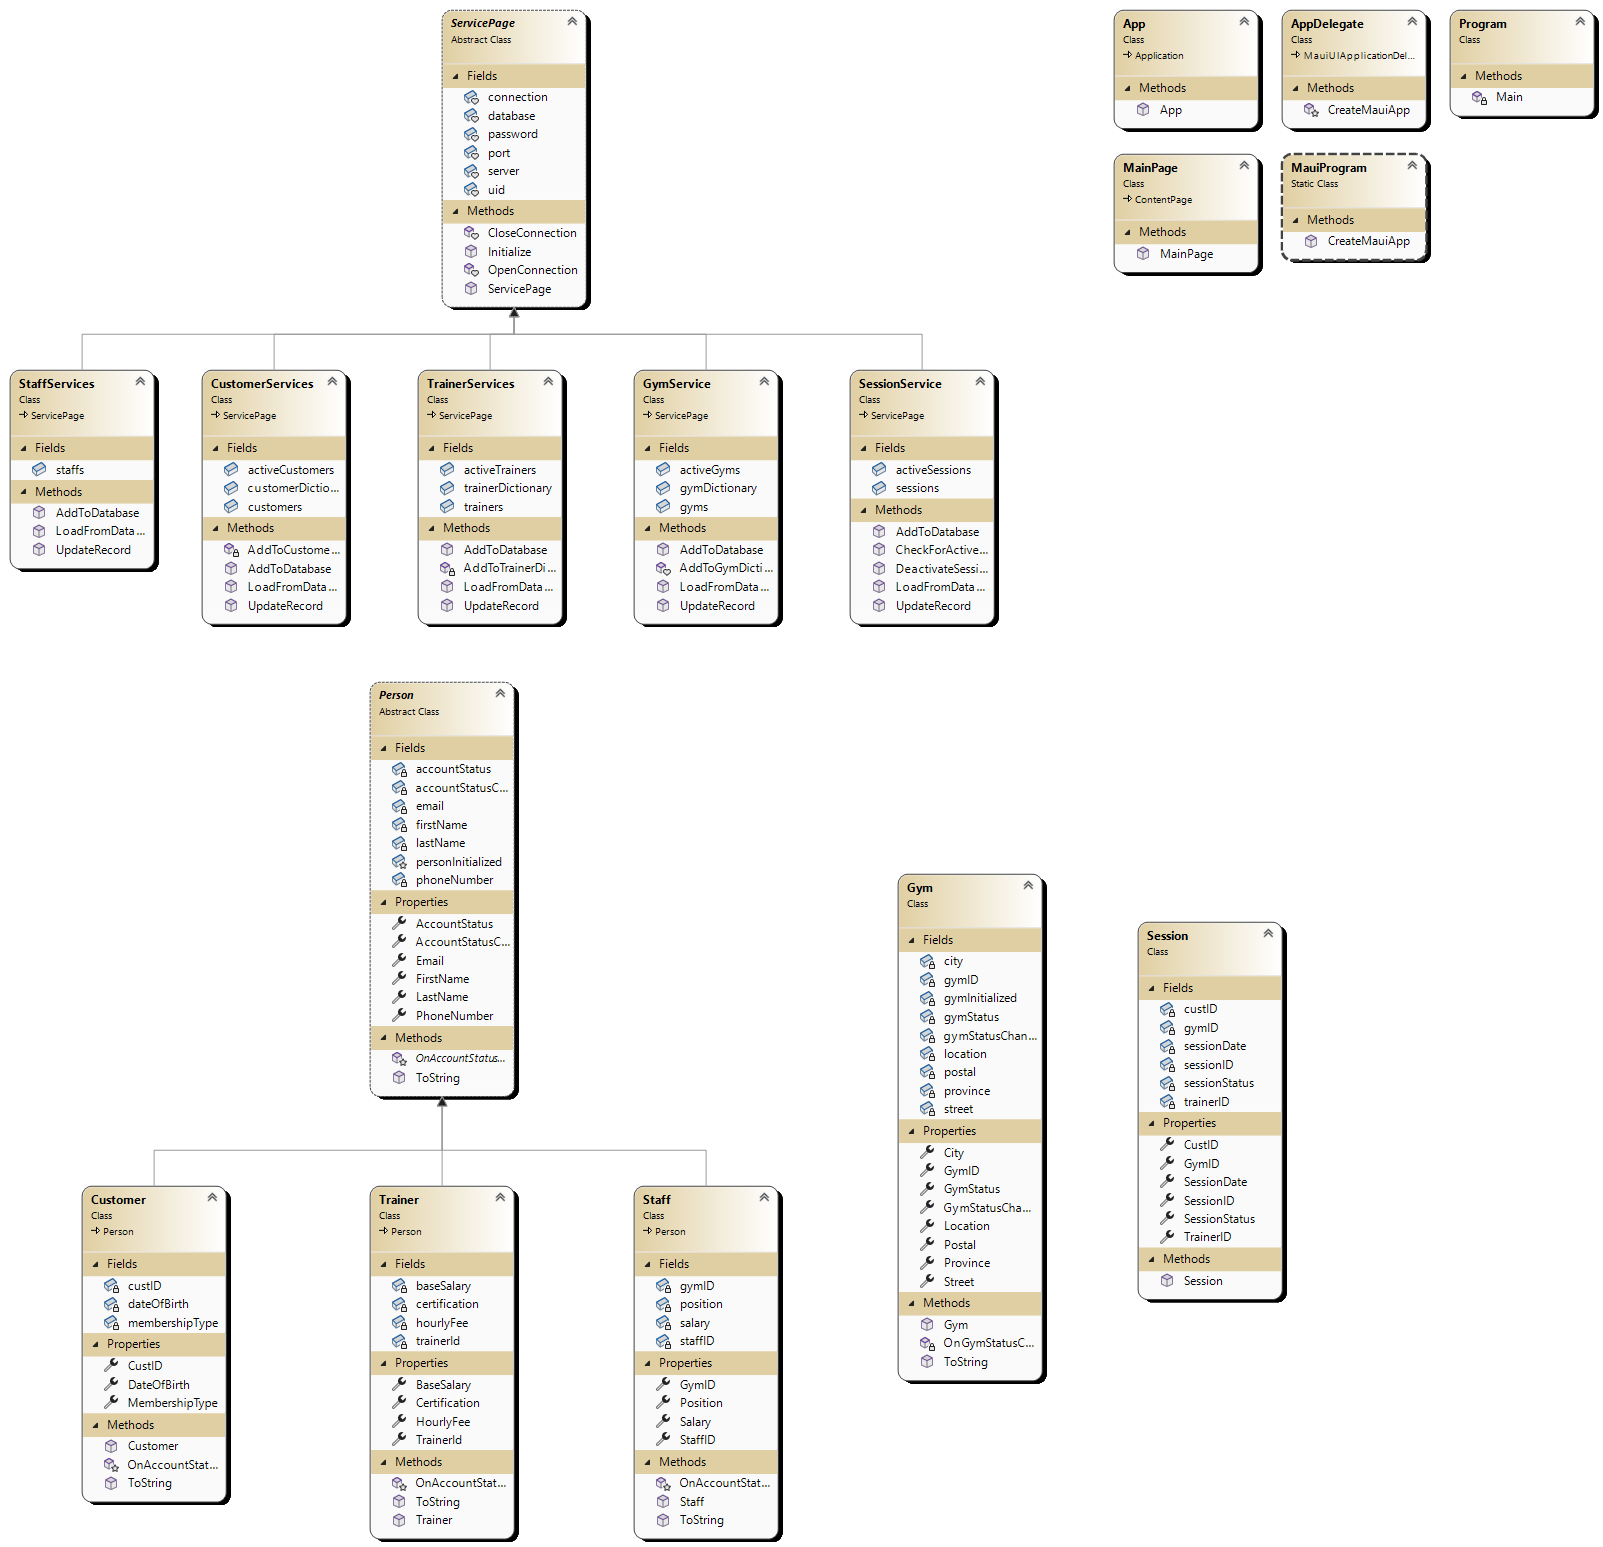 ServicePage
Abstract Class
Fields
connection
database
password
port
server
uid
Methods
CloseConnection
Initialize
OpenConnection
ServicePage
App
Class
Application
Methods
App
AppDelegate
Class
MauiUIApplicationDel...
Methods
CreateMauiApp
Program
Class
Methods
Main
MainPage
Class
ContentPage
Methods
MainPage
MauiProgram
Static Class
Methods
CreateMauiApp
StaffServices
Class
ServicePage
Fields
staffs
Methods
AddToDatabase
LoadFromData...
UpdateRecord
CustomerServices
Class
ServicePage
Fields
activeCustomers
customerDictio...
customers
Methods
AddToCustome...
AddToDatabase
LoadFromData...
UpdateRecord
TrainerServices
Class
ServicePage
Fields
activeTrainers
trainerDictionary
trainers
Methods
AddToDatabase
AddToTrainerDi...
LoadFromData...
UpdateRecord
GymService
Class
ServicePage
Fields
activeGyms
gymDictionary
gyms
Methods
AddToDatabase
AddToGymDicti...
LoadFromData...
UpdateRecord
SessionService
Class
ServicePage
Fields
activeSessions
sessions
Methods
AddToDatabase
CheckForActive...
DeactivateSessi...
LoadFromData...
UpdateRecord
Person
Abstract Class
Fields
accountStatus
accountStatusC...
email
firstName
lastName
personInitialized
phoneNumber
Properties
AccountStatus
AccountStatusC...
Email
FirstName
LastName
PhoneNumber
Methods
OnAccountStatus...
ToString
Gym
Class
Fields
city
gymID
gymInitialized
gymStatus
gymStatusChan...
location
postal
province
street
Properties
City
GymID
GymStatus
GymStatusCha...
Location
Postal
Province
Street
Methods
Gym
OnGymStatusC...
ToString
Session
Class
Fields
custID
gymID
sessionDate
sessionID
sessionStatus
trainerID
Properties
CustID
GymID
SessionDate
SessionID
SessionStatus
TrainerID
Methods
Session
Customer
Class
Person
Fields
custID
dateOfBirth
membershipType
Properties
CustID
DateOfBirth
MembershipType
Methods
Customer
OnAccountStat...
ToString
Trainer
Class
Person
Fields
baseSalary
certification
hourlyFee
trainerId
Properties
BaseSalary
Certification
HourlyFee
TrainerId
Methods
OnAccountStat...
ToString
Trainer
Staff
Class
Person
Fields
gymID
position
salary
staffID
Properties
GymID
Position
Salary
StaffID
Methods
OnAccountStat...
Staff
ToString